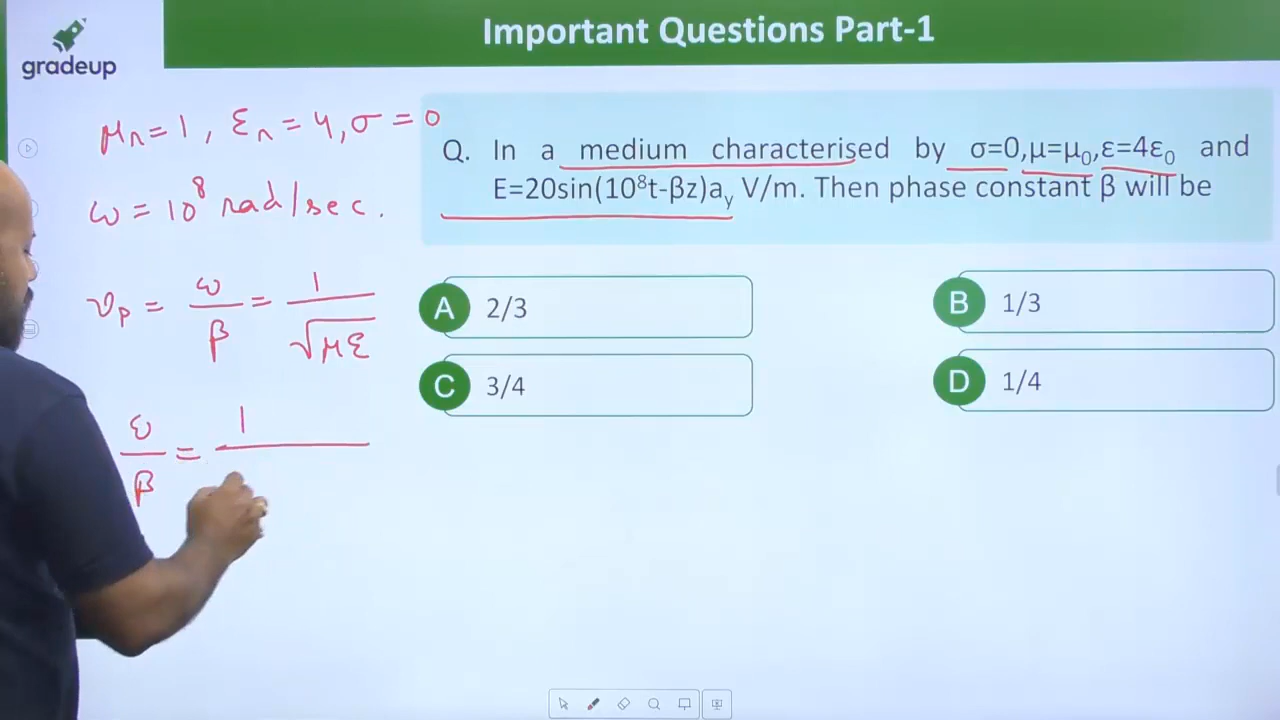 Important Questions Part-1
gradeup
μr=1, εr=4, σ=0
ω=10⁸ rad/sec.
vp = ω/β = 1/√με
ω/β = 1
Q. In a medium characterised by σ=0,μ=μ₀,ε=4ε₀ and
E=20sin(10⁸t-βz)ay V/m. Then phase constant β will be
A 2/3
B 1/3
C 3/4
D 1/4